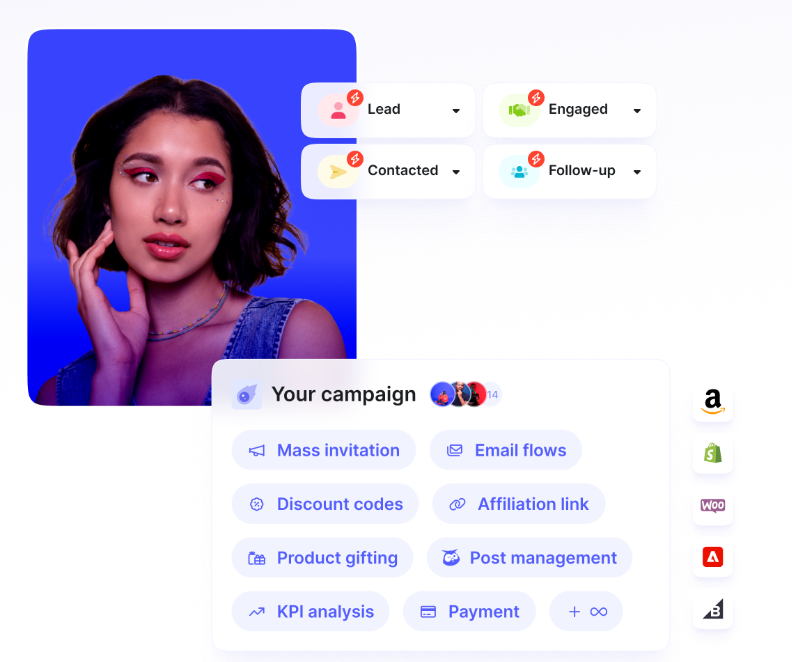 Lead
Engaged
Contacted
Follow-up
Your campaign
14
Mass invitation
Email flows
Discount codes
Affiliation link
Product gifting
Post management
KPI analysis
Payment
+ ∞
a
S
WOO
A
B